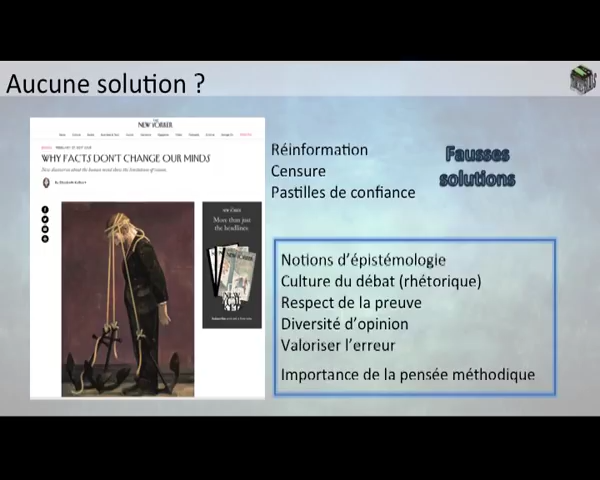 Aucune solution ?
THE
NEW YORKER
WHY FACTS DON'T CHANGE OUR MINDS
New discoveries about the human mind show the limitations of reason.
By Elizabeth Kolbert
More than just
the headlines.
Réinformation
Censure
Pastilles de confiance
Fausses
solutions
Notions d'épistémologie
Culture du débat (rhétorique)
Respect de la preuve
Diversité d'opinion
Valoriser l'erreur
Importance de la pensée méthodique